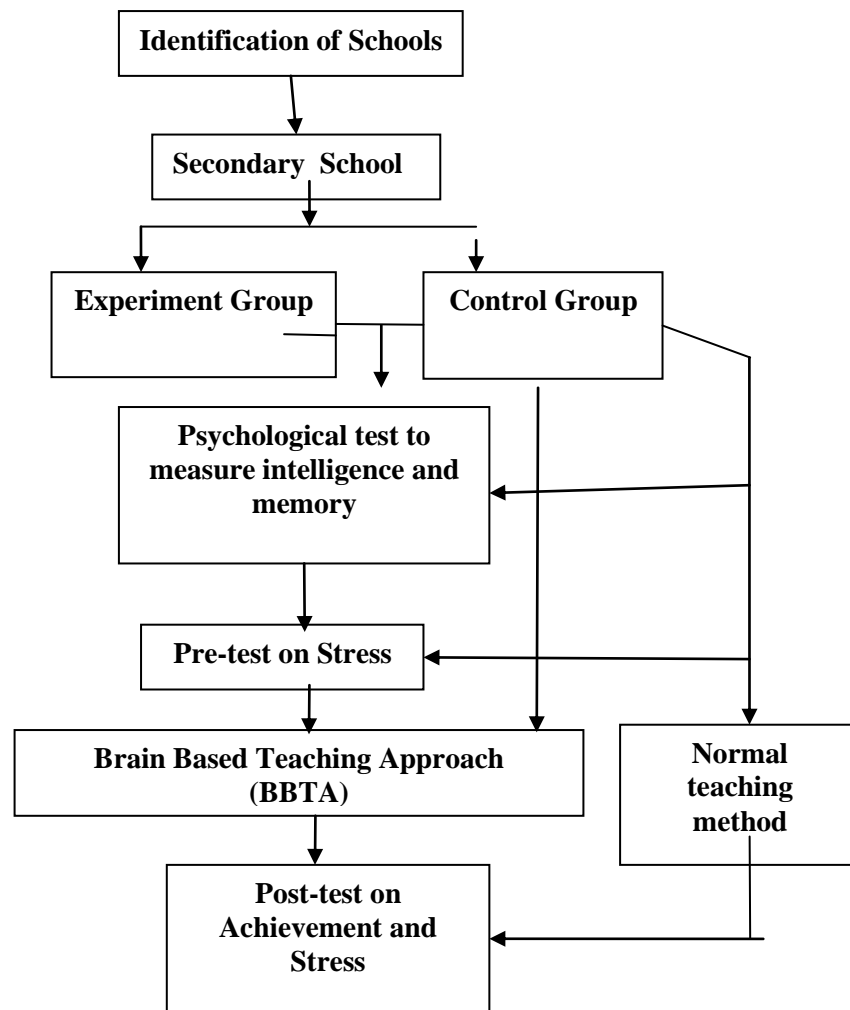 Identification of Schools
Secondary School
Experiment Group
Control Group
Psychological test to
measure intelligence and
memory
Pre-test on Stress
Brain Based Teaching Approach
(BBTA)
Normal
teaching
method
Post-test on
Achievement and
Stress